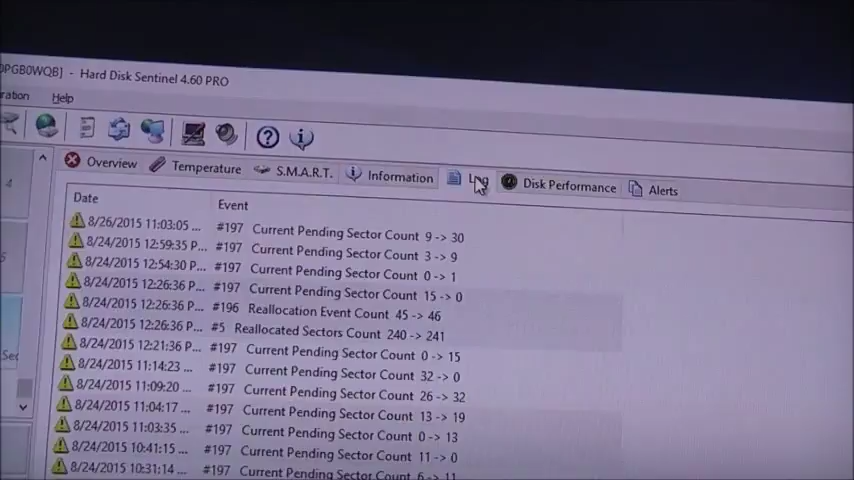 0PGB0WQB] - Hard Disk Sentinel 4.60 PRO
ration Help
Overview Temperature S.M.A.R.T. Information Log Disk Performance Alerts
Date Event
8/26/2015 11:03:05 ... #197 Current Pending Sector Count 9 -> 30
8/24/2015 12:59:35 P... #197 Current Pending Sector Count 3 -> 9
8/24/2015 12:54:30 P... #197 Current Pending Sector Count 0 -> 1
8/24/2015 12:26:36 P... #197 Current Pending Sector Count 15 -> 0
8/24/2015 12:26:36 P... #196 Reallocation Event Count 45 -> 46
8/24/2015 12:26:36 P... #5 Reallocated Sectors Count 240 -> 241
8/24/2015 12:21:36 P... #197 Current Pending Sector Count 0 -> 15
8/24/2015 11:14:23 ... #197 Current Pending Sector Count 32 -> 0
8/24/2015 11:09:20 ... #197 Current Pending Sector Count 26 -> 32
8/24/2015 11:04:17 ... #197 Current Pending Sector Count 13 -> 19
8/24/2015 11:03:35 ... #197 Current Pending Sector Count 0 -> 13
8/24/2015 10:41:15 ... #197 Current Pending Sector Count 11 -> 0
8/24/2015 10:31:14 ... #197 Current Pending Sector Count 6 -> 11
4
5
Sec